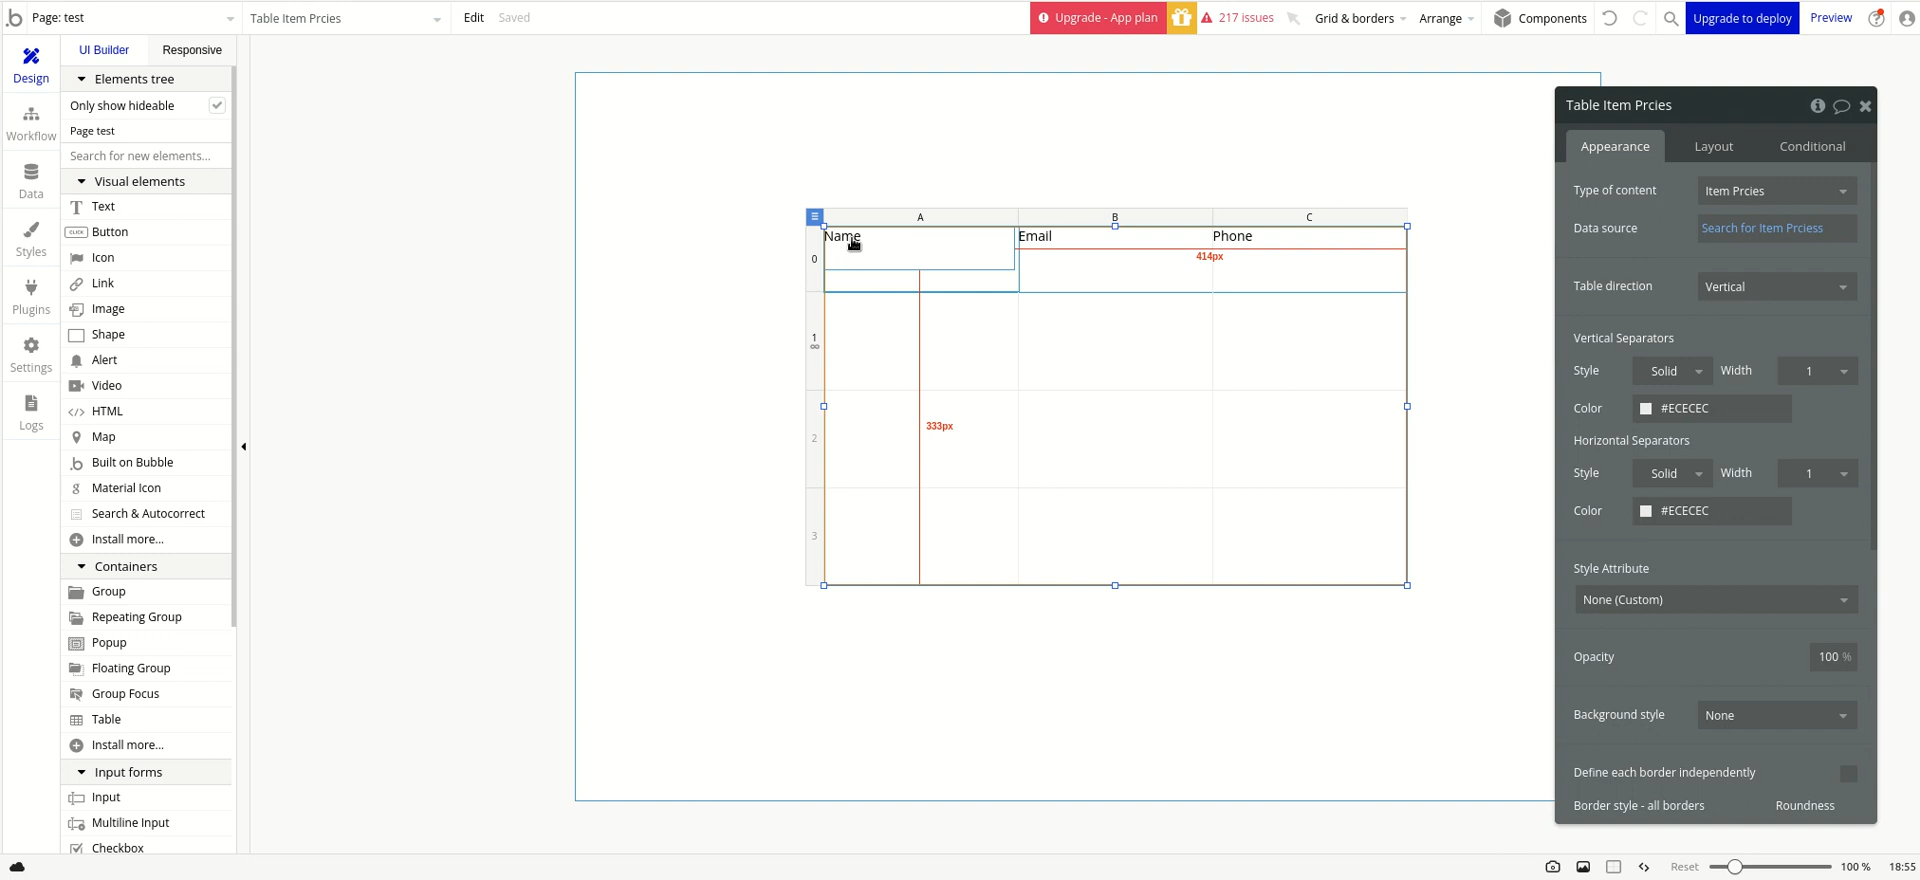 Page: test
Table Item Prcies
Edit
Saved
Upgrade - App plan
217 issues
Grid & borders
Arrange
Components
Upgrade to deploy
Preview
Design
Workflow
Data
Styles
Plugins
Settings
Logs
UI Builder
Responsive
Elements tree
Only show hideable
Page test
Search for new elements...
Visual elements
Text
CLICK
Button
Icon
Link
Image
Shape
Alert
Video
HTML
Map
Built on Bubble
Material Icon
Search & Autocorrect
Install more...
Containers
Group
Repeating Group
Popup
Floating Group
Group Focus
Table
Install more...
Input forms
Input
Multiline Input
Checkbox
A
B
C
0
Name
Email
Phone
414px
1
333px
2
3
Table Item Prcies
Appearance
Layout
Conditional
Type of content
Item Prcies
Data source
Search for Item Prciess
Table direction
Vertical
Vertical Separators
Style
Solid
Width
1
Color
#ECECEC
Horizontal Separators
Style
Solid
Width
1
Color
#ECECEC
Style Attribute
None (Custom)
Opacity
100 %
Background style
None
Define each border independently
Border style - all borders
Roundness
Reset
100 %
18:55